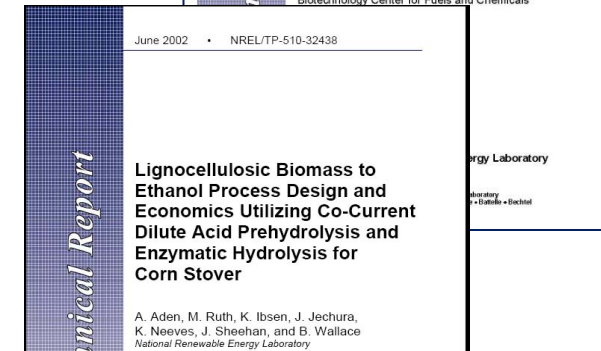 Biotechnology Center for Fuels and Chemicals
June 2002 • NREL/TP-510-32438
Lignocellulosic Biomass to
Ethanol Process Design and
Economics Utilizing Co-Current
Dilute Acid Prehydrolysis and
Enzymatic Hydrolysis for
Corn Stover
A. Aden, M. Ruth, K. Ibsen, J. Jechura,
K. Neeves, J. Sheehan, and B. Wallace
National Renewable Energy Laboratory
Laboratory
• Battelle • Bechtel
Report